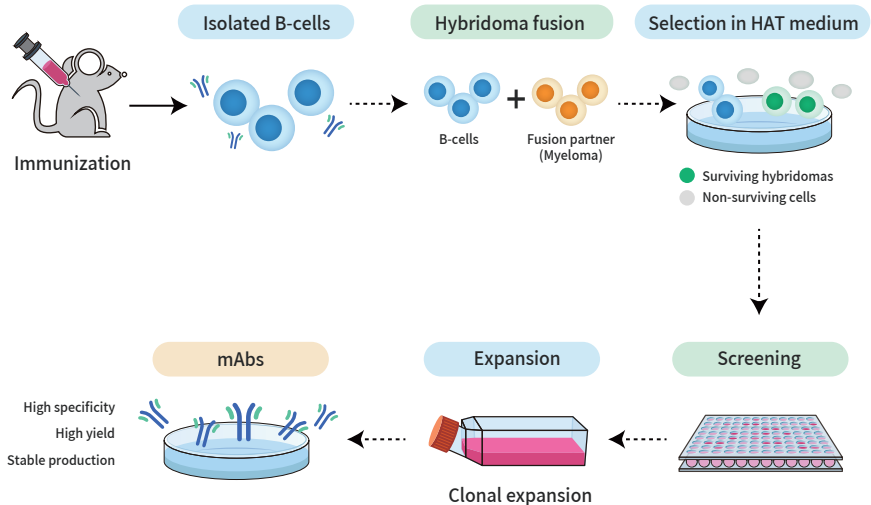 Isolated B-cells
Hybridoma fusion
Selection in HAT medium
Immunization
B-cells
+
Fusion partner
(Myeloma)
Surviving hybridomas
Non-surviving cells
mAbs
Expansion
Screening
High specificity
High yield
Stable production
Clonal expansion